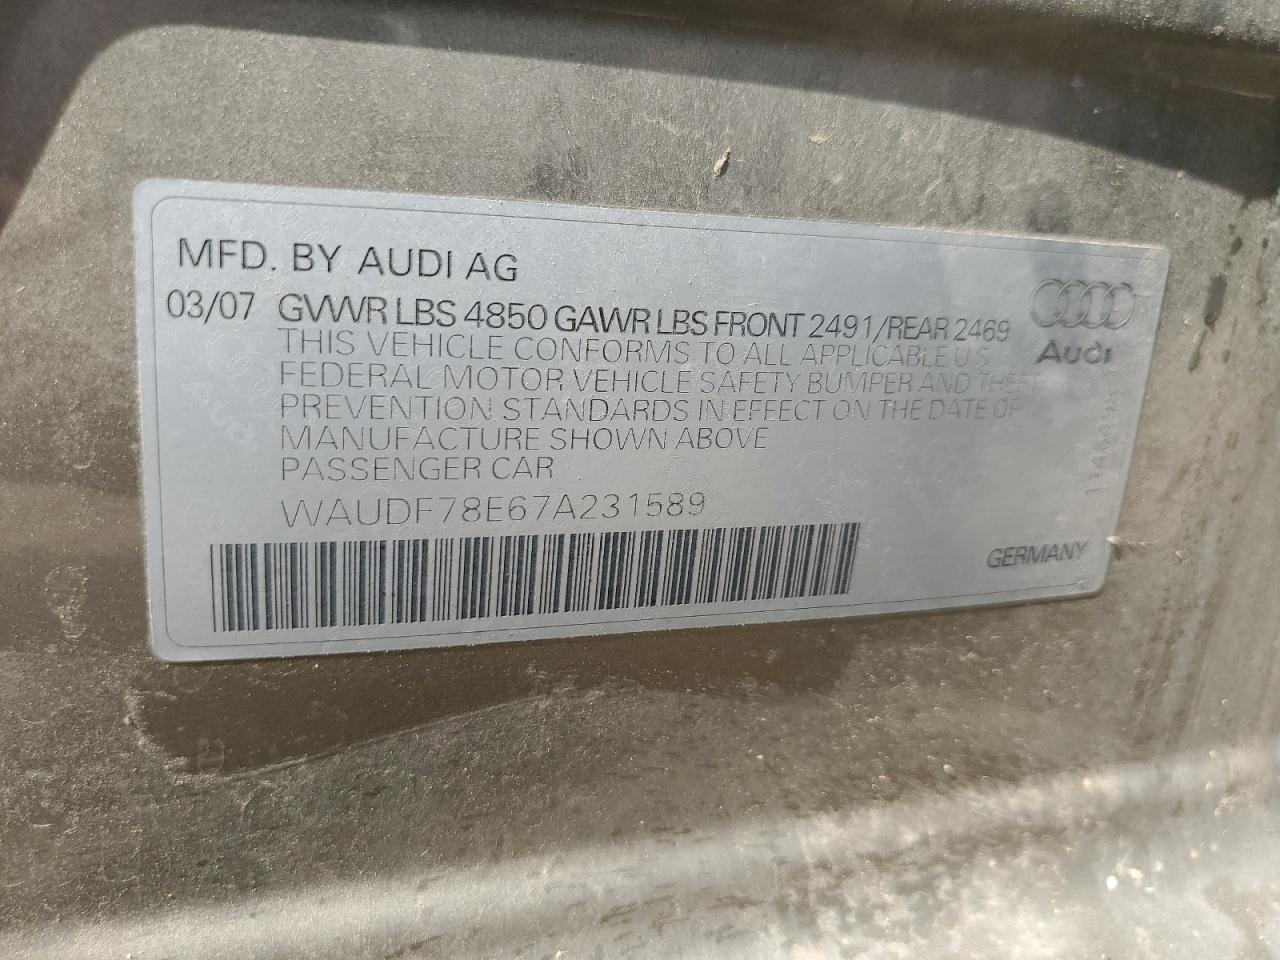 MFD. BY AUDI AG
03/07 GVWR LBS 4850 GAWR LBS FRONT 2491/REAR 2469
THIS VEHICLE CONFORMS TO ALL APPLICABLE U S
FEDERAL MOTOR VEHICLE SAFETY BUMPER AND THEFT
PREVENTION STANDARDS IN EFFECT ON THE DATE OF
MANUFACTURE SHOWN ABOVE
PASSENGER CAR
WAUDF78E67A231589
Audi
GERMANY
Audi